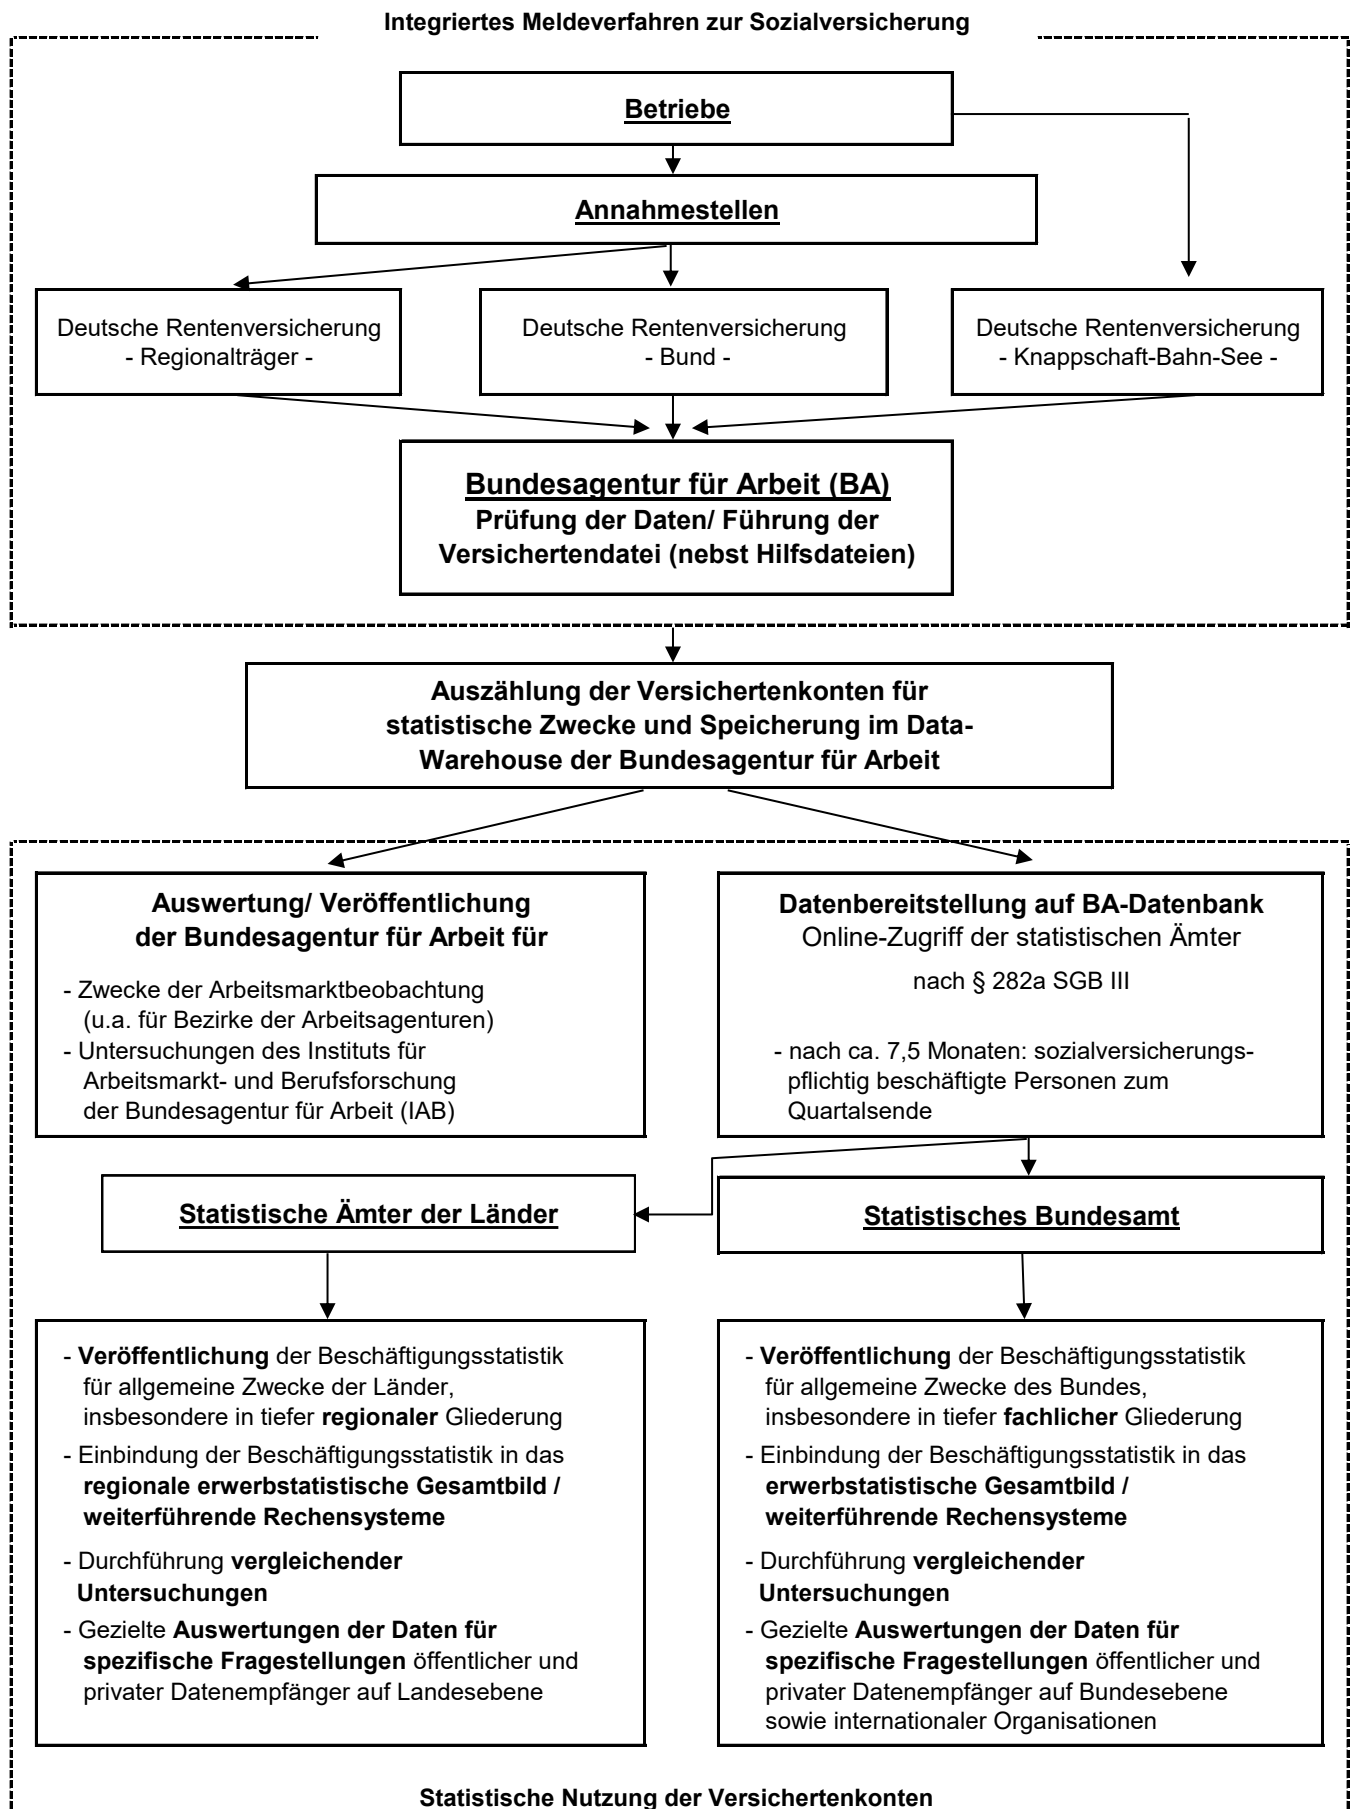 Integriertes Meldeverfahren zur Sozialversicherung
Betriebe
Annahmestellen
Deutsche Rentenversicherung
- Regionalträger -
Deutsche Rentenversicherung
- Bund -
Deutsche Rentenversicherung
- Knappschaft-Bahn-See -
Bundesagentur für Arbeit (BA)
Prüfung der Daten/ Führung der
Versichertendatei (nebst Hilfsdateien)
Auszählung der Versichertenkonten für
statistische Zwecke und Speicherung im Data-
Warehouse der Bundesagentur für Arbeit
Auswertung/ Veröffentlichung
der Bundesagentur für Arbeit für
- Zwecke der Arbeitsmarktbeobachtung
(u.a. für Bezirke der Arbeitsagenturen)
- Untersuchungen des Instituts für
Arbeitsmarkt- und Berufsforschung
der Bundesagentur für Arbeit (IAB)
Datenbereitstellung auf BA-Datenbank
Online-Zugriff der statistischen Ämter
nach § 282a SGB III
- nach ca. 7,5 Monaten: sozialversicherungs-
pflichtig beschäftigte Personen zum
Quartalsende
Statistische Ämter der Länder
Statistisches Bundesamt
- Veröffentlichung der Beschäftigungsstatistik
für allgemeine Zwecke der Länder,
insbesondere in tiefer regionaler Gliederung
- Einbindung der Beschäftigungsstatistik in das
regionale erwerbstatistische Gesamtbild /
weiterführende Rechensysteme
- Durchführung vergleichender
Untersuchungen
- Gezielte Auswertungen der Daten für
spezifische Fragestellungen öffentlicher und
privater Datenempfänger auf Landesebene
- Veröffentlichung der Beschäftigungsstatistik
für allgemeine Zwecke des Bundes,
insbesondere in tiefer fachlicher Gliederung
- Einbindung der Beschäftigungsstatistik in das
erwerbstatistische Gesamtbild /
weiterführende Rechensysteme
- Durchführung vergleichender
Untersuchungen
- Gezielte Auswertungen der Daten für
spezifische Fragestellungen öffentlicher und
privater Datenempfänger auf Bundesebene
sowie internationaler Organisationen
Statistische Nutzung der Versichertenkonten